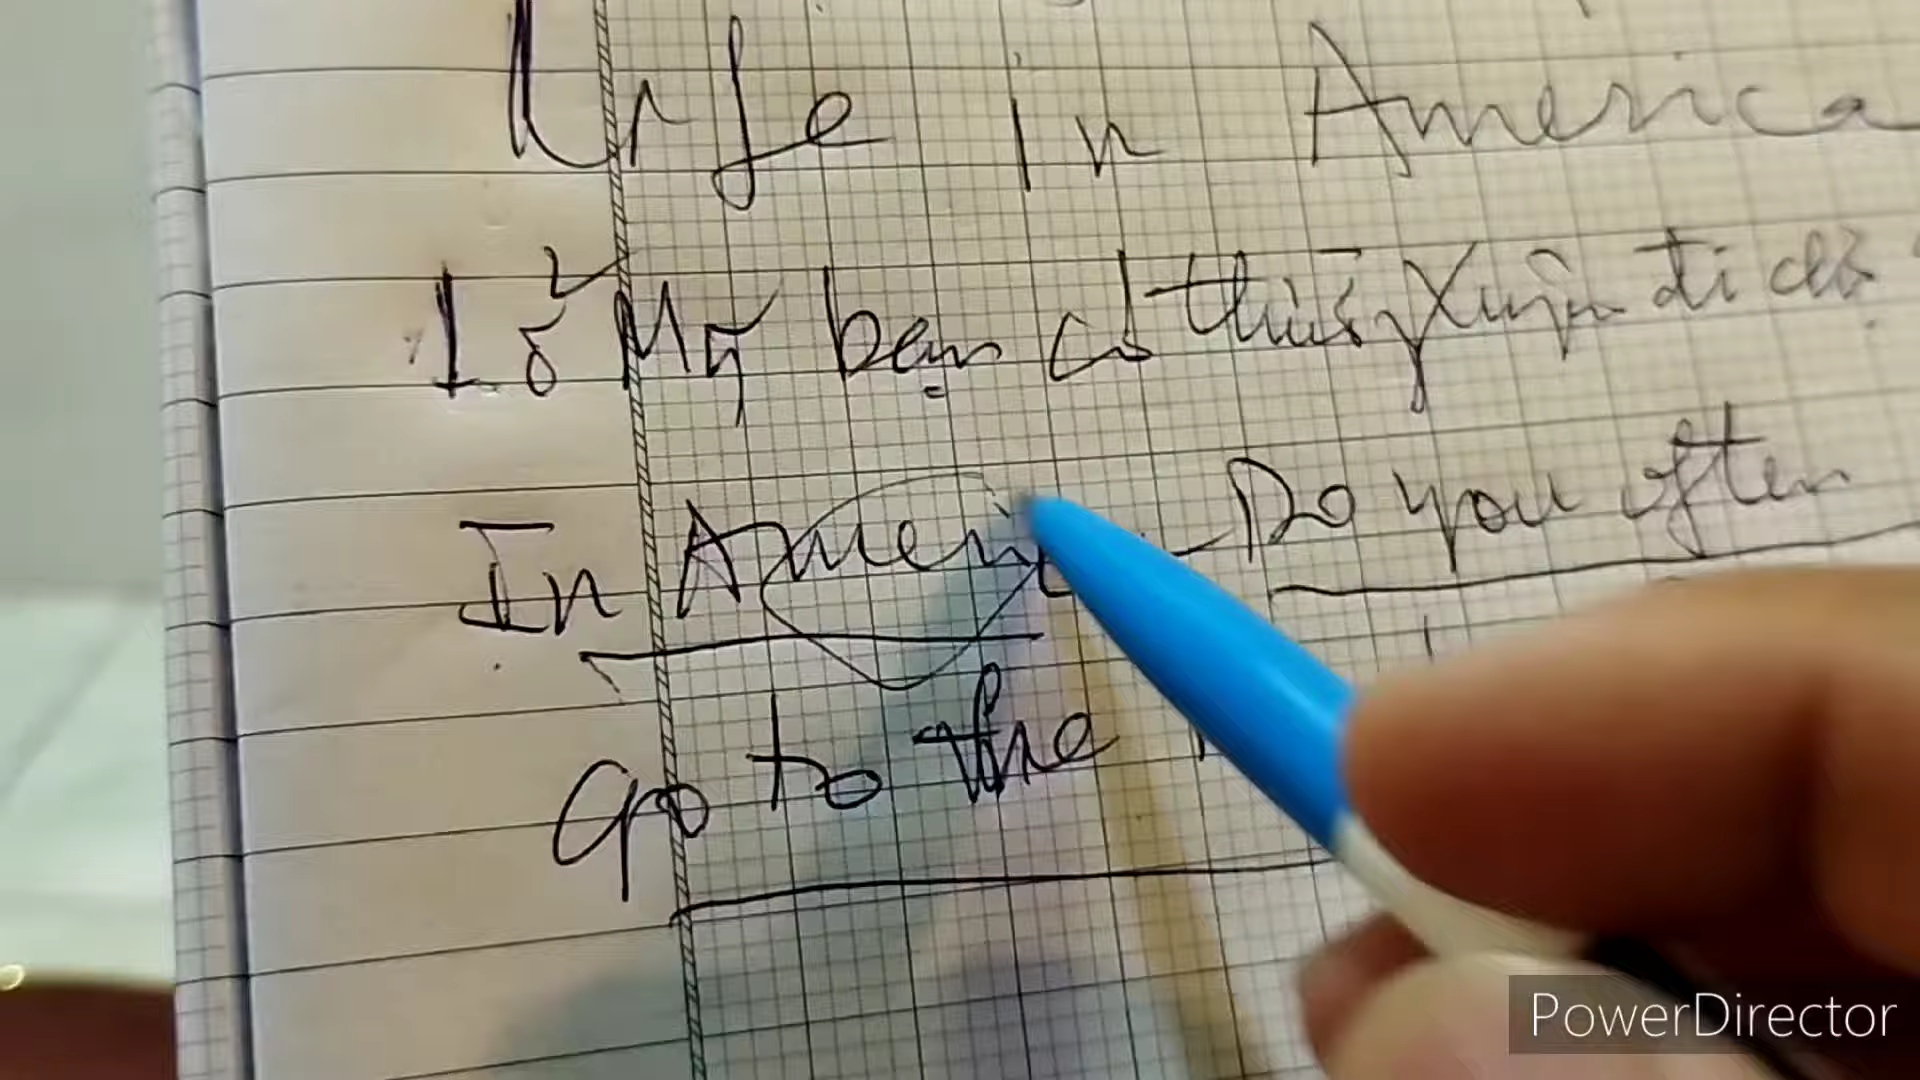 Life in America
1 Ở Mỹ bạn có thường xuyên đi chợ
In Ameri Do you often
go to the
PowerDirector